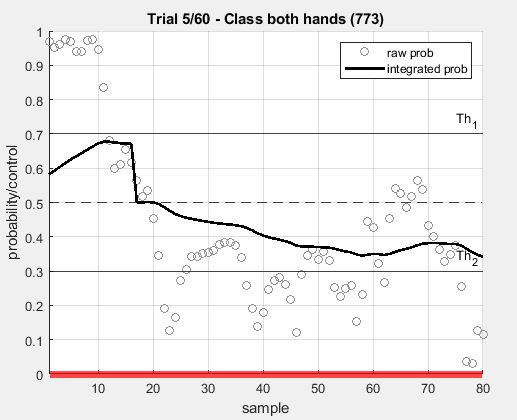 Trial 5/60 - Class both hands (773)
1
0.9
0.8
0.7
0.6
0.5
0.4
0.3
0.2
0.1
0
probability/control
raw prob
integrated prob
Th1
Th2
10 20 30 40 50 60 70 80
sample